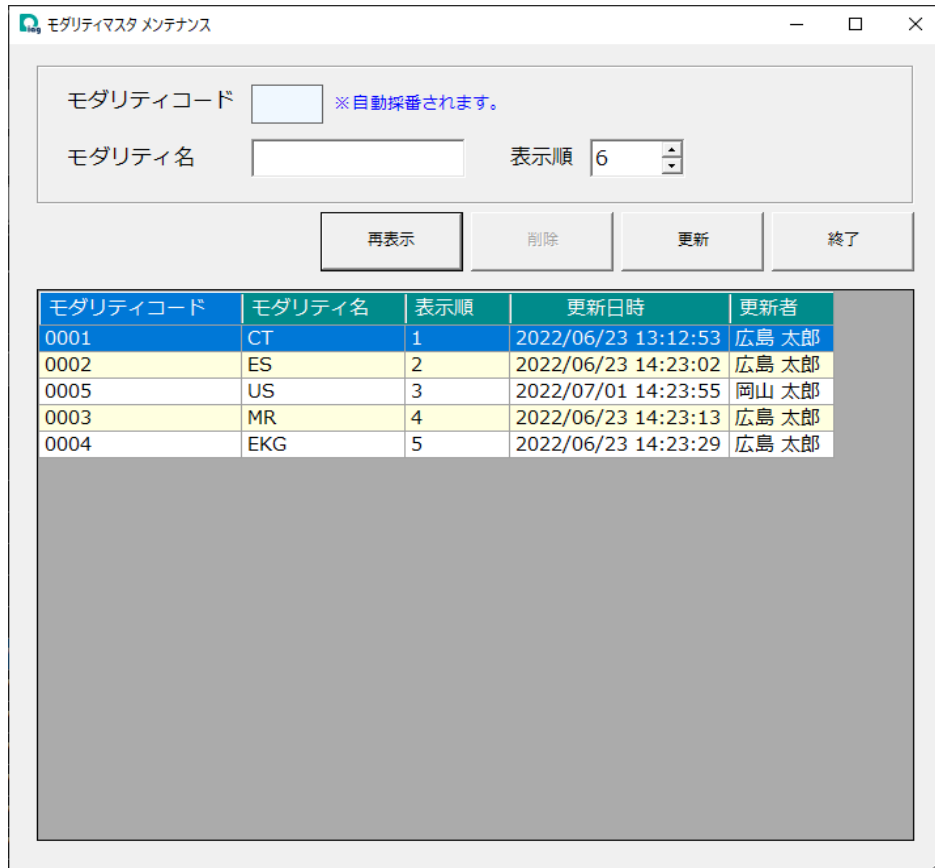 Qlog モダリティマスタ メンテナンス
モダリティコード ※自動採番されます。
モダリティ名 表示順 6
再表示 削除 更新 終了
モダリティコード モダリティ名 表示順 更新日時 更新者
0001 CT 1 2022/06/23 13:12:53 広島 太郎
0002 ES 2 2022/06/23 14:23:02 広島 太郎
0005 US 3 2022/07/01 14:23:55 岡山 太郎
0003 MR 4 2022/06/23 14:23:13 広島 太郎
0004 EKG 5 2022/06/23 14:23:29 広島 太郎